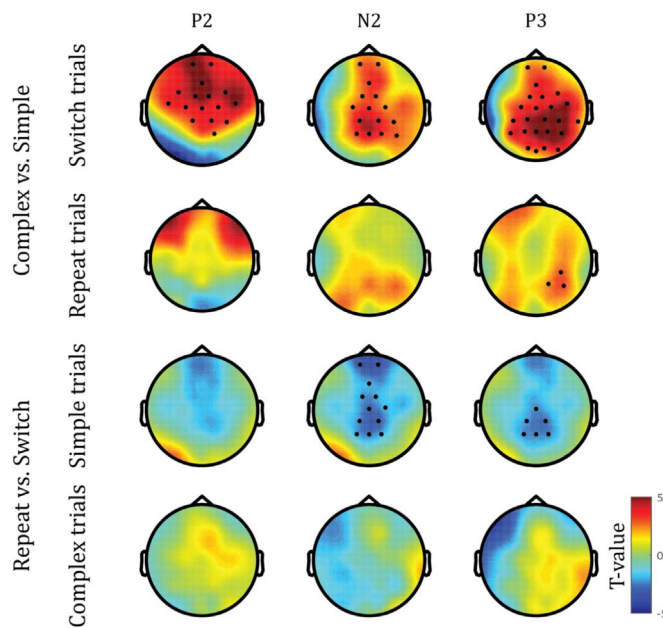 P2 N2 P3
Complex vs. Simple
Switch trials
Repeat trials
Repeat vs. Switch
Simple trials
Complex trials
T-value
5
0
-5